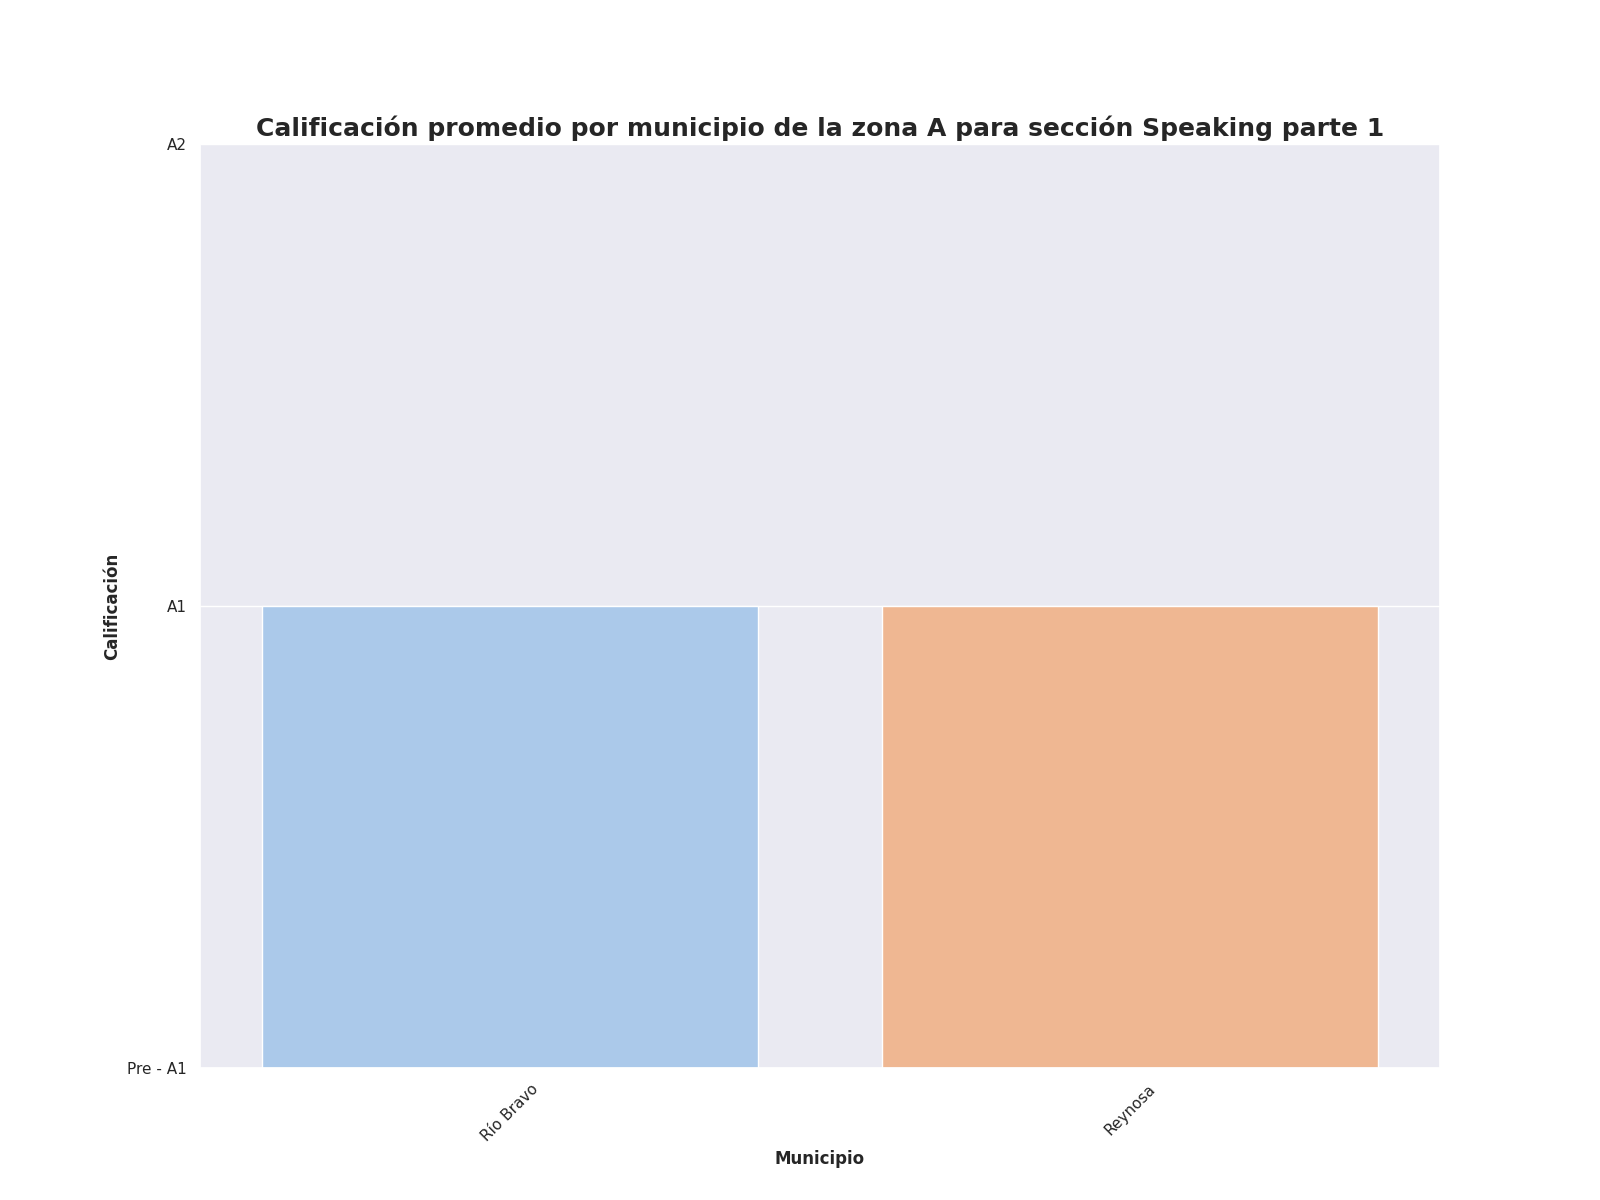 Calificación promedio por municipio de la zona A para sección Speaking parte 1
A2
A1
Pre - A1
Calificación
Río Bravo
Reynosa
Municipio